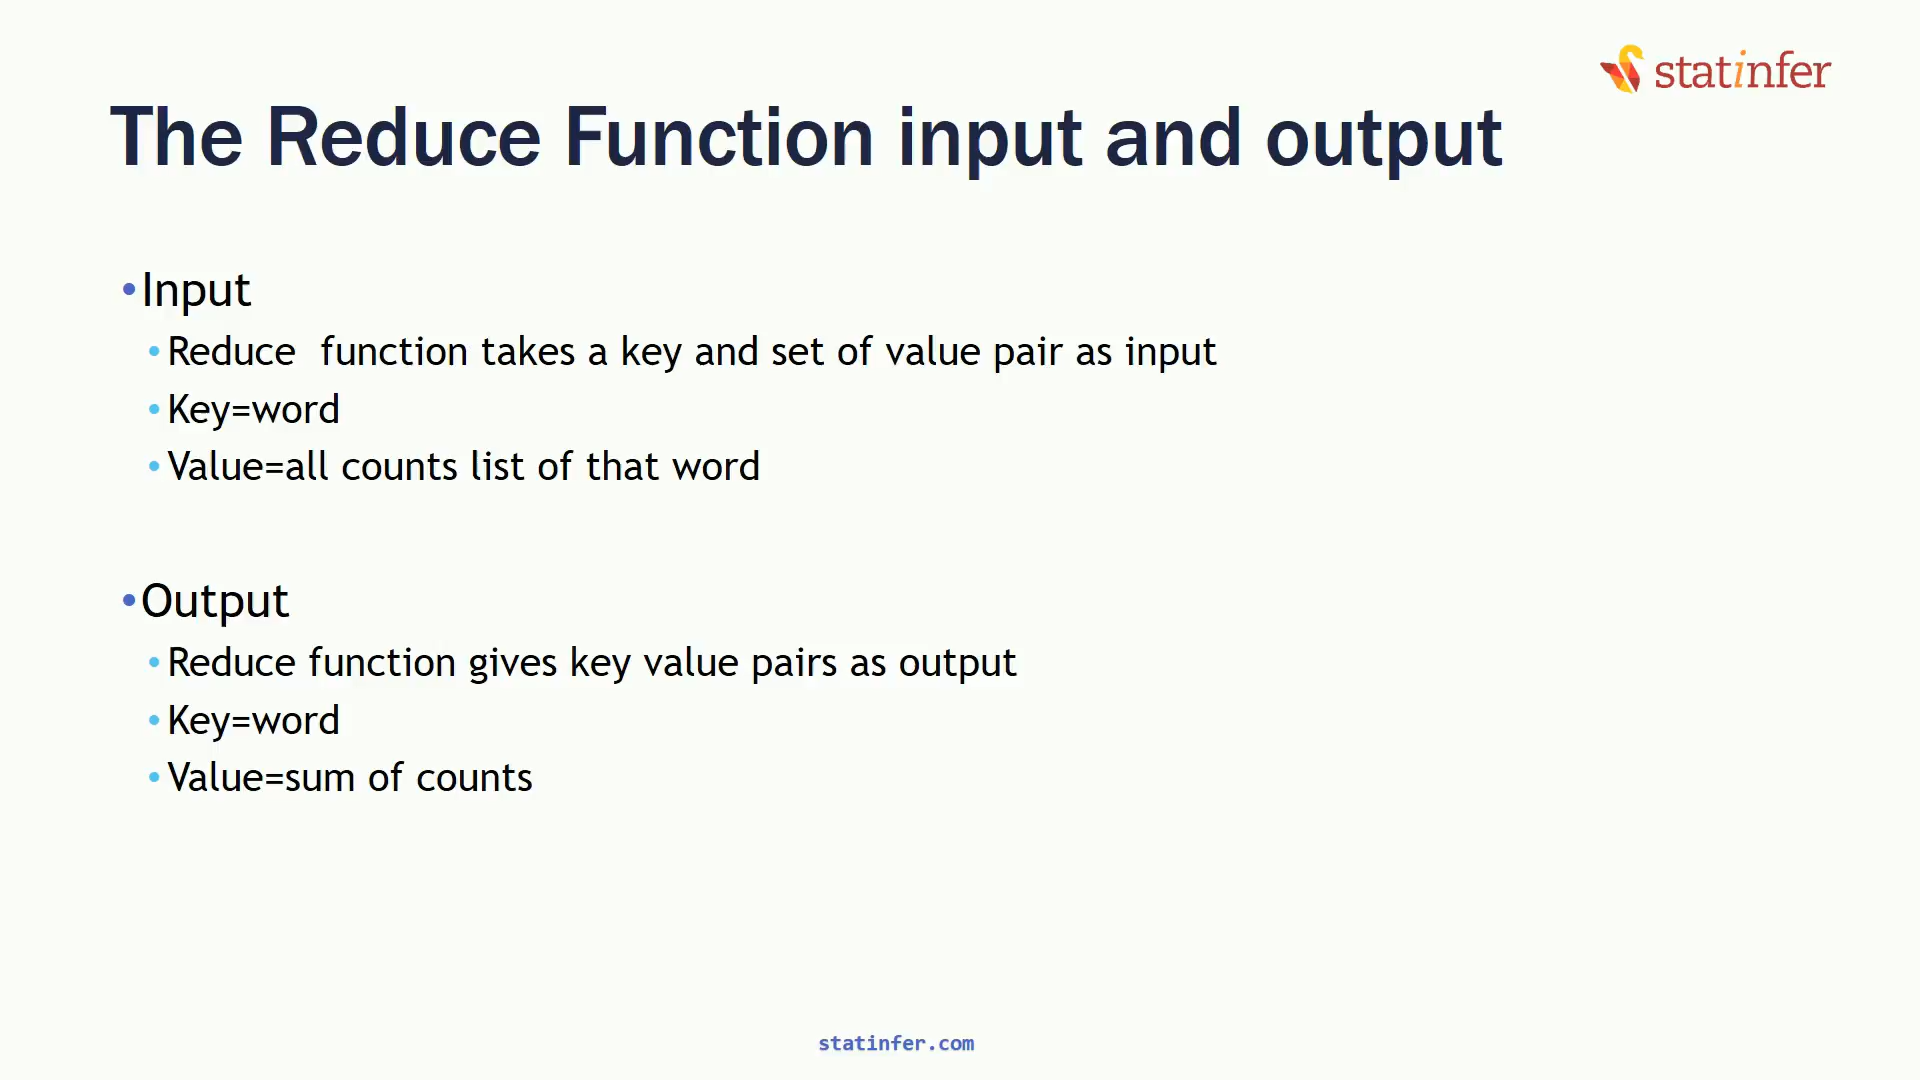 statinfer
The Reduce Function input and output
•Input
•Reduce  function takes a key and set of value pair as input
•Key=word
•Value=all counts list of that word
•Output
•Reduce function gives key value pairs as output
•Key=word
•Value=sum of counts
statinfer.com